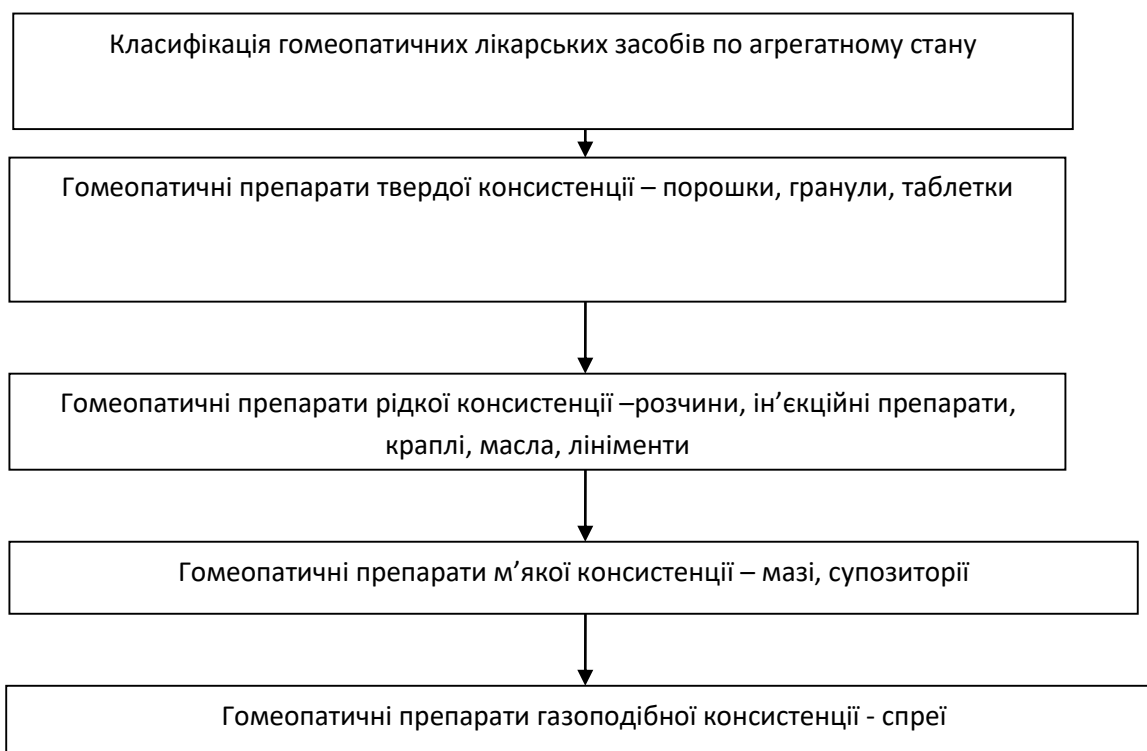 Класифікація гомеопатичних лікарських засобів по агрегатному стану
Гомеопатичні препарати твердої консистенції – порошки, гранули, таблетки
Гомеопатичні препарати рідкої консистенції –розчини, ін’єкційні препарати,
краплі, масла, лініменти
Гомеопатичні препарати м’якої консистенції – мазі, супозиторії
Гомеопатичні препарати газоподібної консистенції - спреї